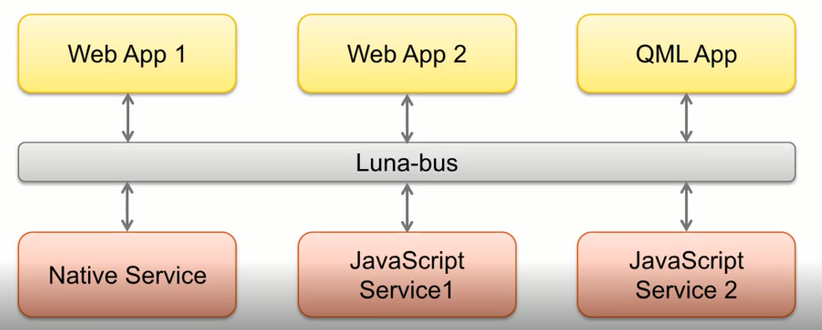 Web App 1
Web App 2
QML App
Luna-bus
Native Service
JavaScript
Service1
JavaScript
Service 2